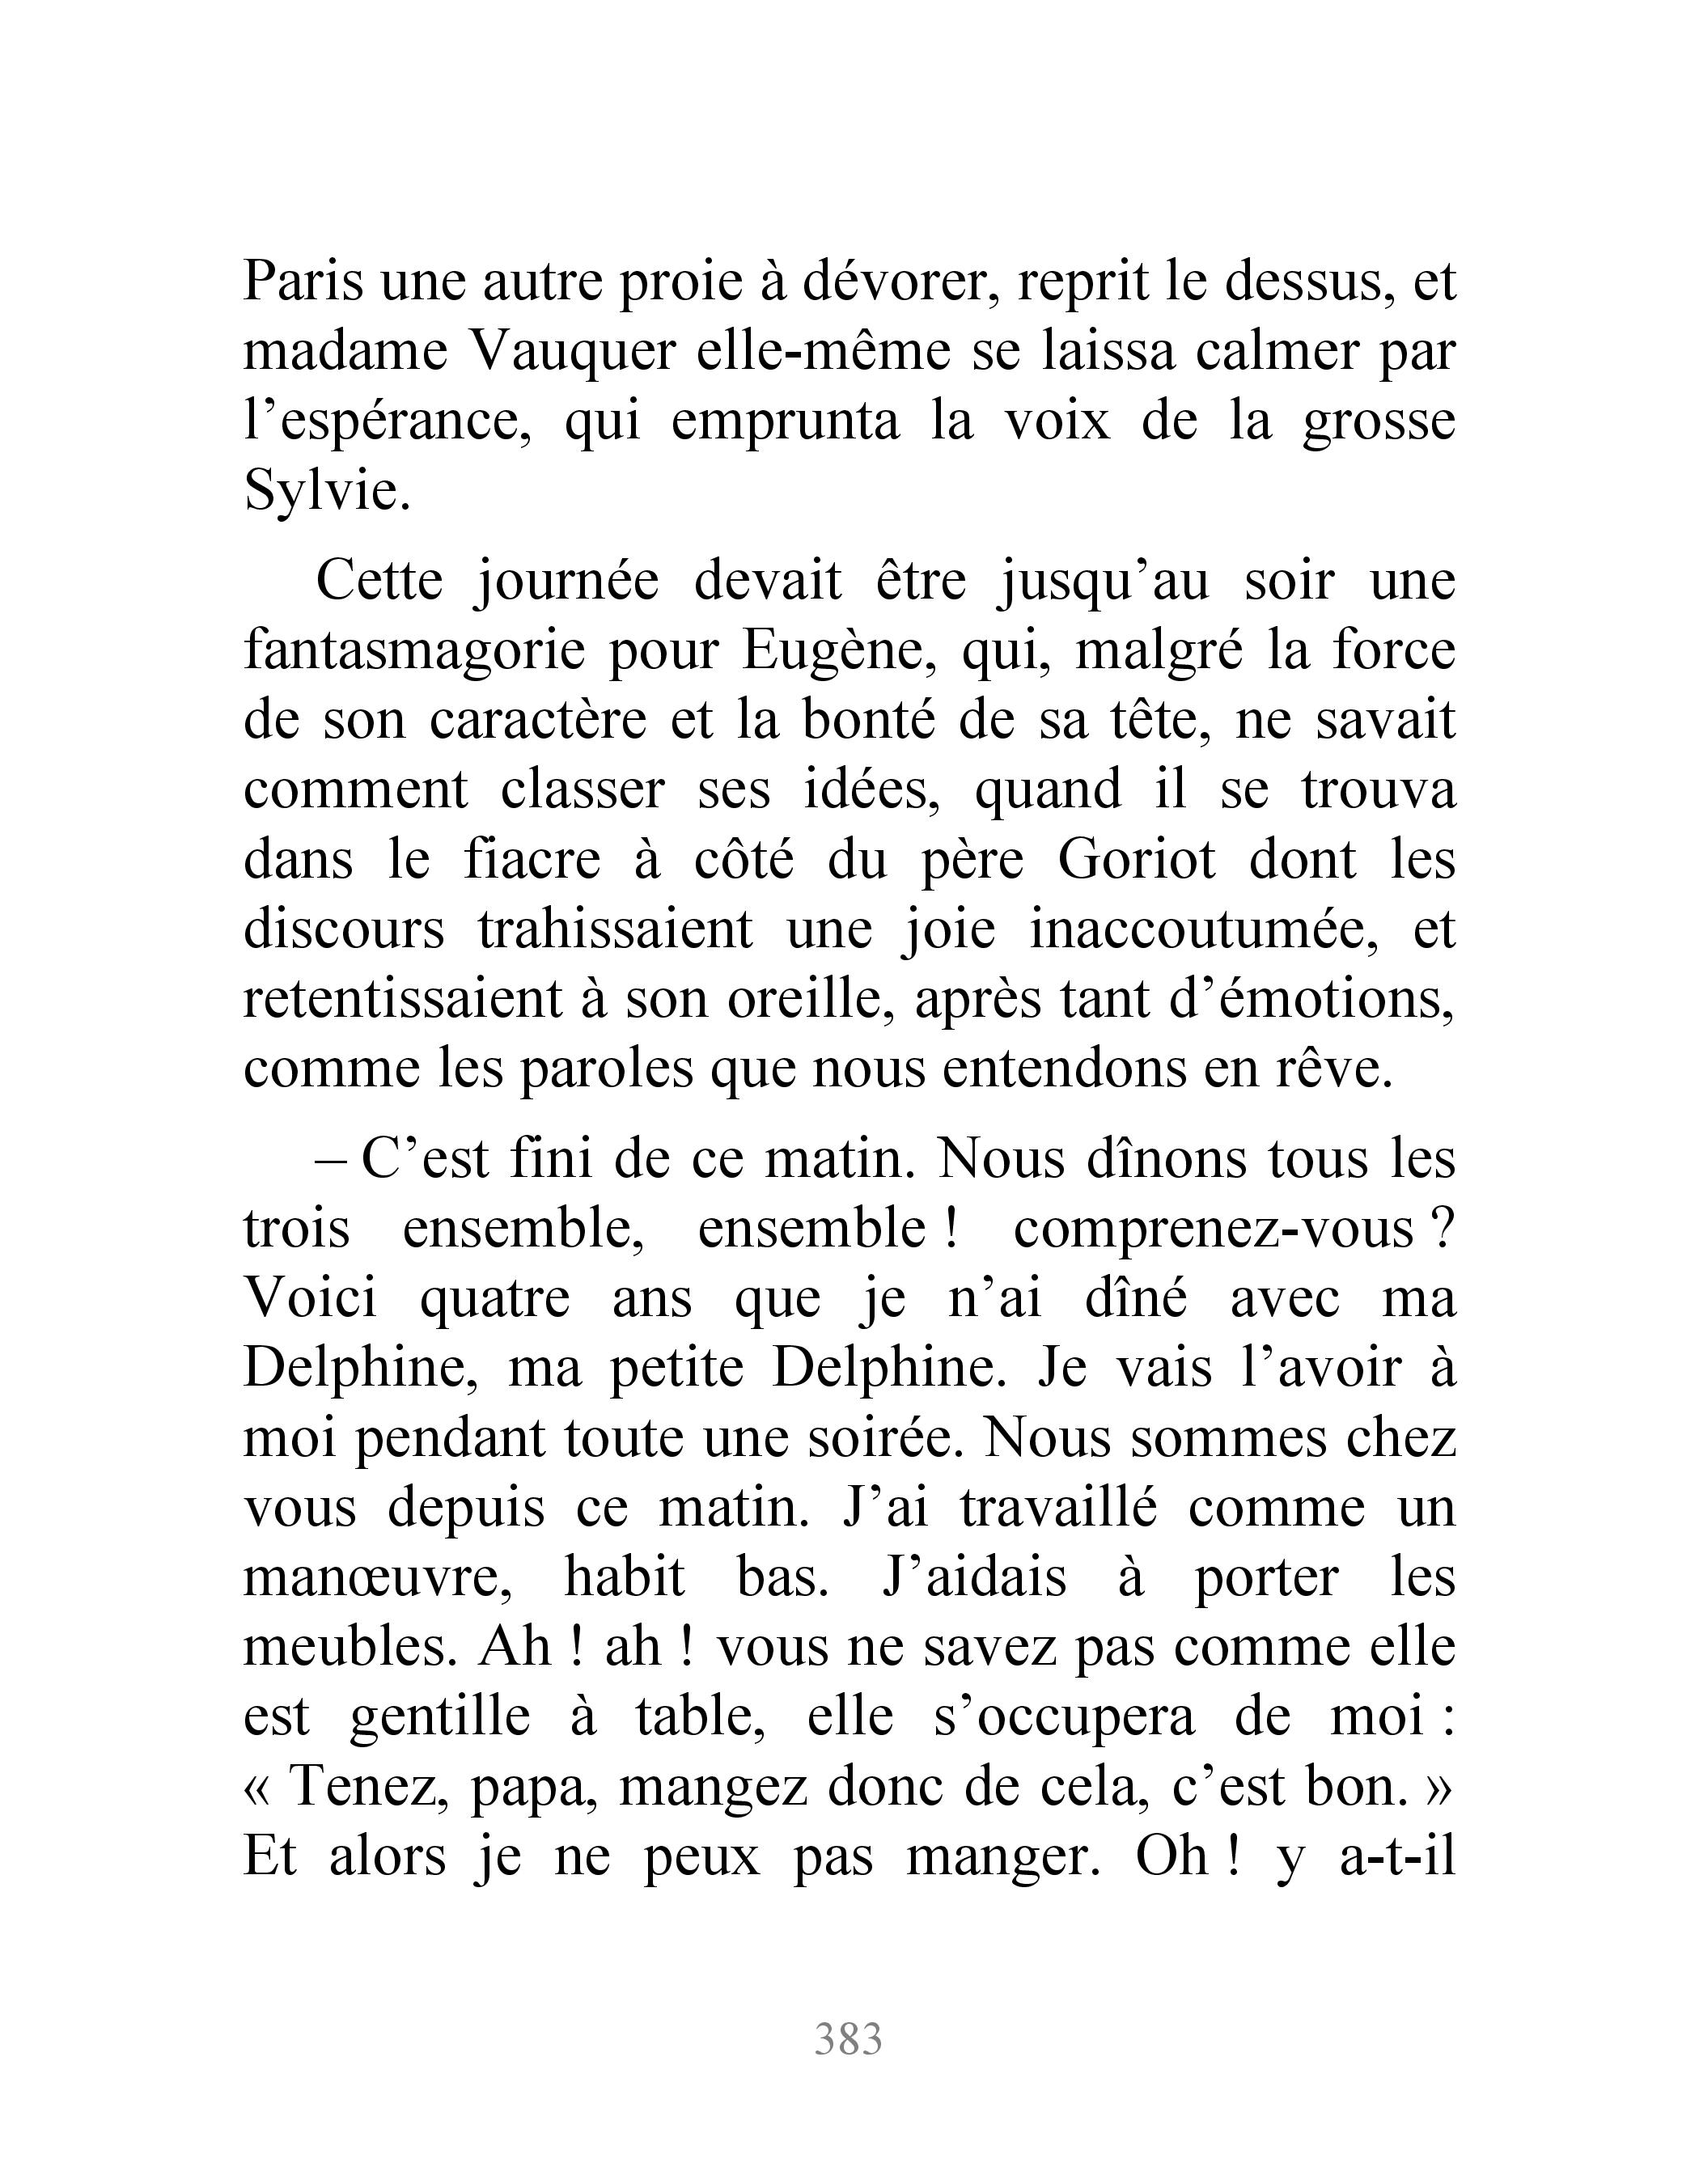 Paris une autre proie à dévorer, reprit le dessus, et
madame Vauquer elle-même se laissa calmer par
l’espérance, qui emprunta la voix de la grosse
Sylvie.
Cette journée devait être jusqu’au soir une
fantasmagorie pour Eugène, qui, malgré la force
de son caractère et la bonté de sa tête, ne savait
comment classer ses idées, quand il se trouva
dans le fiacre à côté du père Goriot dont les
discours trahissaient une joie inaccoutumée, et
retentissaient à son oreille, après tant d’émotions,
comme les paroles que nous entendons en rêve.
– C’est fini de ce matin. Nous dînons tous les
trois ensemble, ensemble ! comprenez-vous ?
Voici quatre ans que je n’ai dîné avec ma
Delphine, ma petite Delphine. Je vais l’avoir à
moi pendant toute une soirée. Nous sommes chez
vous depuis ce matin. J’ai travaillé comme un
manœuvre, habit bas. J’aidais à porter les
meubles. Ah ! ah ! vous ne savez pas comme elle
est gentille à table, elle s’occupera de moi :
« Tenez, papa, mangez donc de cela, c’est bon. »
Et alors je ne peux pas manger. Oh ! y a-t-il
383